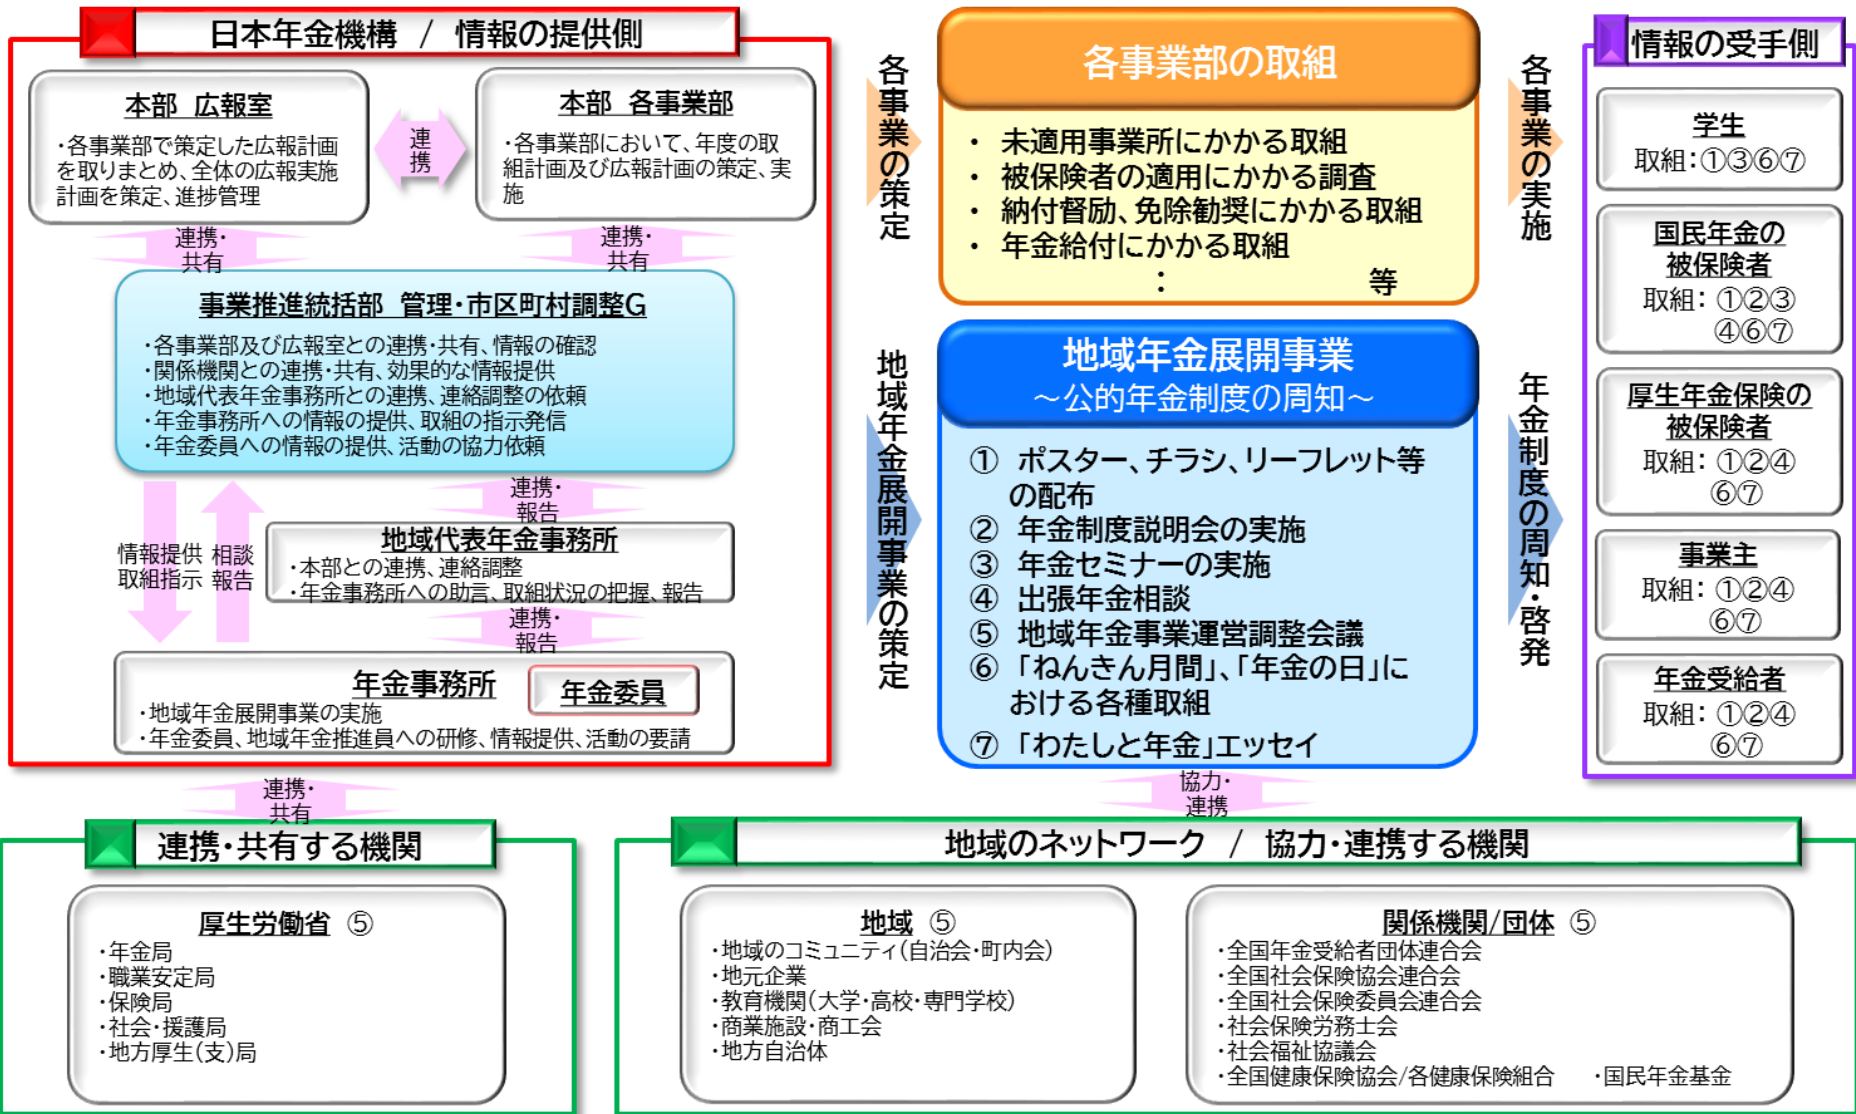 日本年金機構 / 情報の提供側
本部 広報室
・各事業部で策定した広報計画
を取りまとめ、全体の広報実施
計画を策定、進捗管理
連
携
本部 各事業部
・各事業部において、年度の取
組計画及び広報計画の策定、実
施
連携・
共有
連携・
共有
事業推進統括部 管理・市区町村調整G
・各事業部及び広報室との連携・共有、情報の確認
・関係機関との連携・共有、効果的な情報提供
・地域代表年金事務所との連携、連絡調整の依頼
・年金事務所への情報の提供、取組の指示発信
・年金委員への情報の提供、活動の協力依頼
情報提供
取組指示
相談
報告
連携・
報告
地域代表年金事務所
・本部との連携、連絡調整
・年金事務所への助言、取組状況の把握、報告
連携・
報告
年金事務所
年金委員
・地域年金展開事業の実施
・年金委員、地域年金推進員への研修、情報提供、活動の要請
各事業の策定
地域年金展開事業の策定
各事業部の取組
・ 未適用事業所にかかる取組
・ 被保険者の適用にかかる調査
・ 納付督励、免除勧奨にかかる取組
・ 年金給付にかかる取組
： 等
地域年金展開事業
～公的年金制度の周知～
① ポスター、チラシ、リーフレット等
の配布
② 年金制度説明会の実施
③ 年金セミナーの実施
④ 出張年金相談
⑤ 地域年金事業運営調整会議
⑥ 「ねんきん月間」、「年金の日」に
おける各種取組
⑦ 「わたしと年金」エッセイ
各事業の実施
年金制度の周知・啓発
情報の受手側
学生
取組：①③⑥⑦
国民年金の
被保険者
取組：①②③
④⑥⑦
厚生年金保険の
被保険者
取組：①②④
⑥⑦
事業主
取組：①②④
⑥⑦
年金受給者
取組：①②④
⑥⑦
連携・
共有
協力・
連携
連携・共有する機関
厚生労働省 ⑤
・年金局
・職業安定局
・保険局
・社会・援護局
・地方厚生(支)局
地域のネットワーク / 協力・連携する機関
地域 ⑤
・地域のコミュニティ(自治会・町内会)
・地元企業
・教育機関(大学・高校・専門学校)
・商業施設・商工会
・地方自治体
関係機関/団体 ⑤
・全国年金受給者団体連合会
・全国社会保険協会連合会
・全国社会保険委員会連合会
・社会保険労務士会
・社会福祉協議会
・全国健康保険協会/各健康保険組合 ・国民年金基金